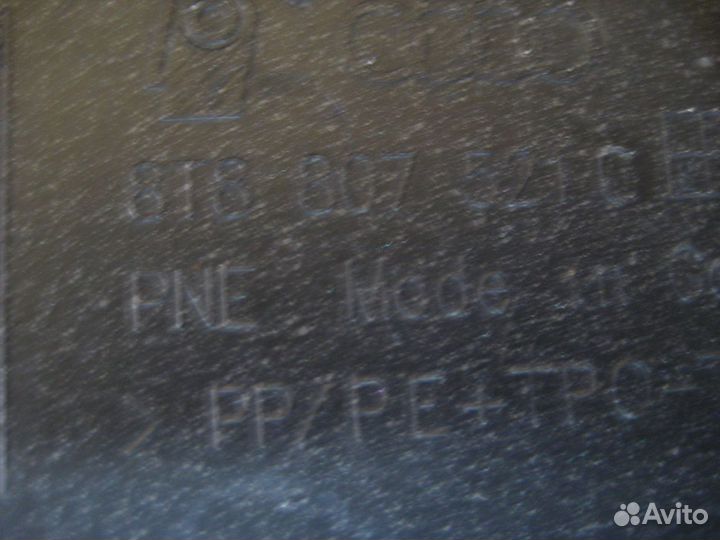 8T8 807 521 C
PNE Made in
> PP/PE+TPO-
Avito